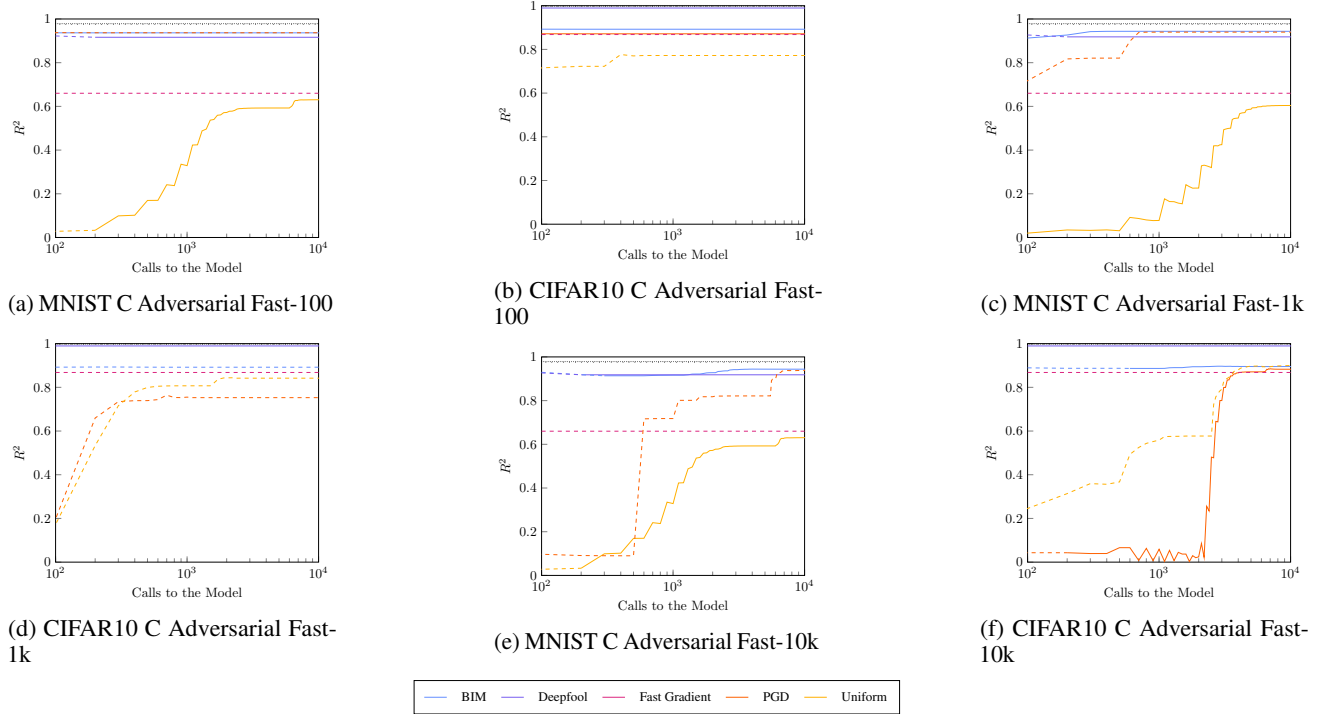 1
0.8
0.6
0.4
0.2
0
R²
10² 10³ 10⁴
Calls to the Model
(a) MNIST C Adversarial Fast-100
1
0.8
0.6
0.4
0.2
0
R²
10² 10³ 10⁴
Calls to the Model
(b) CIFAR10 C Adversarial Fast-
100
1
0.8
0.6
0.4
0.2
0
R²
10² 10³ 10⁴
Calls to the Model
(c) MNIST C Adversarial Fast-1k
1
0.8
0.6
0.4
0.2
0
R²
10² 10³ 10⁴
Calls to the Model
(d) CIFAR10 C Adversarial Fast-
1k
1
0.8
0.6
0.4
0.2
0
R²
10² 10³ 10⁴
Calls to the Model
(e) MNIST C Adversarial Fast-10k
1
0.8
0.6
0.4
0.2
0
R²
10² 10³ 10⁴
Calls to the Model
(f) CIFAR10 C Adversarial Fast-
10k
BIM Deepfool Fast Gradient PGD Uniform